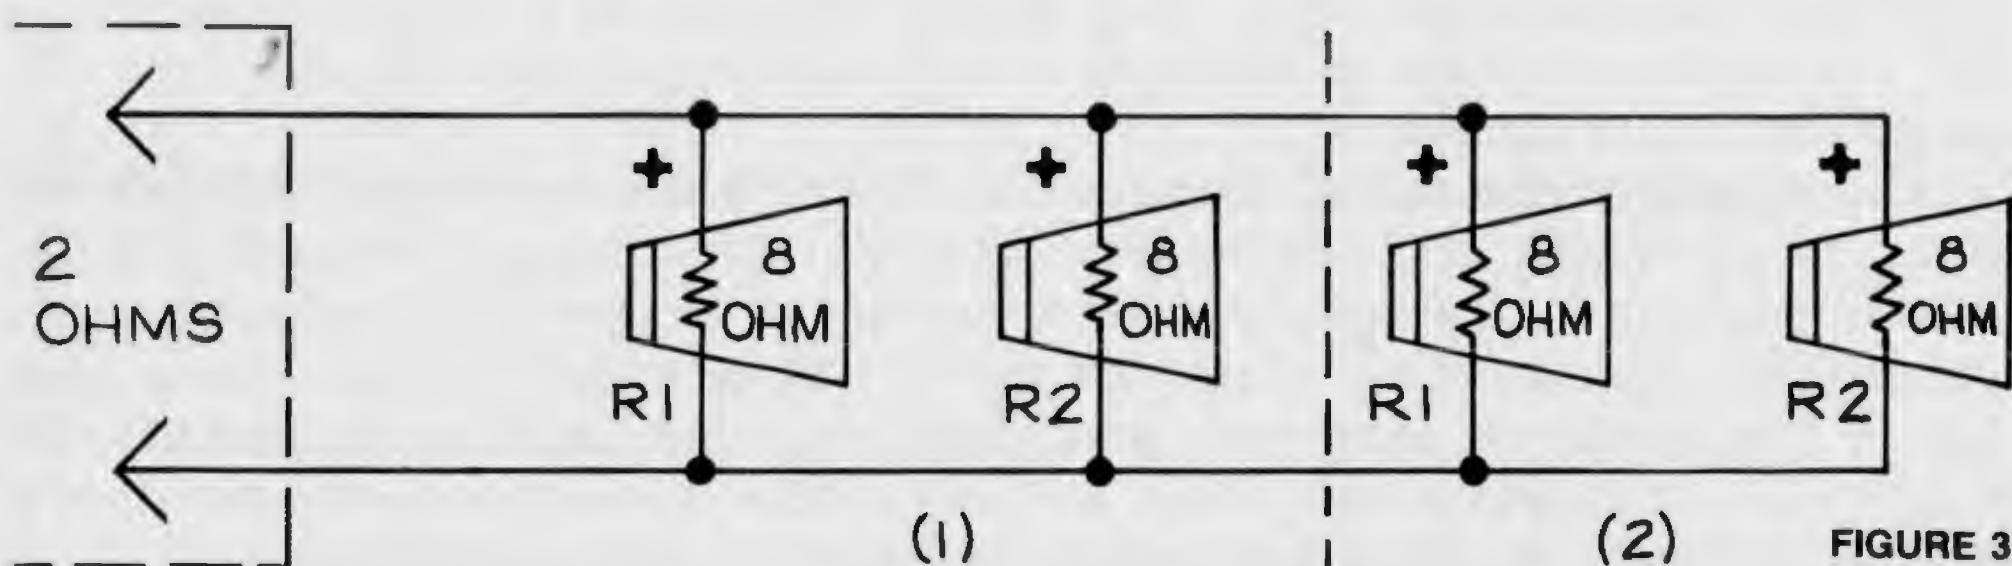 + + + +
2 OHMS
8 OHM
8 OHM
8 OHM
8 OHM
R1 R2 R1 R2
(1) (2)
FIGURE 3